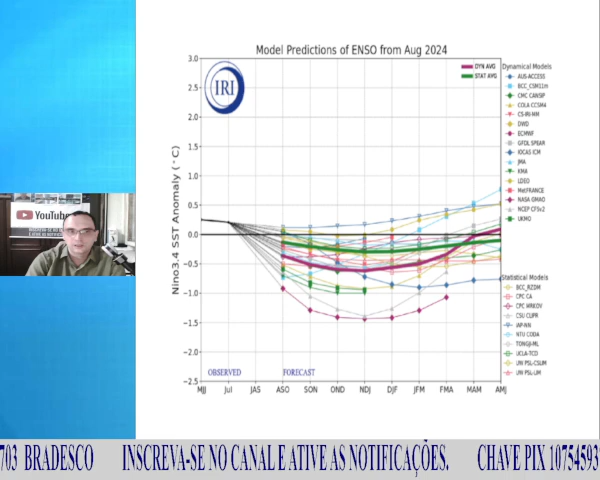 Model Predictions of ENSO from Aug 2024
IRI
DYN AVG
STAT AVG
Nino3.4 SST Anomaly (°C)
3.0
2.5
2.0
1.5
1.0
0.5
0.0
−0.5
−1.0
−1.5
−2.0
−2.5
OBSERVED
FORECAST
MJJ Jul JAS ASO SON OND NDJ DJF JFM FMA MAM AMJ
Dynamical Models
AUS-ACCESS
BCC_CSM11m
CMC CANSIP
COLA CCSM4
CS-IRI-MM
DWD
ECMWF
GFDL SPEAR
IOCAS ICM
JMA
KMA
LDEO
MetFRANCE
NASA GMAO
NCEP CFSv2
UKMO
Statistical Models
BCC_RZDM
CPC CA
CPC MRKOV
CSU CLIPR
IAP-NN
NTU CODA
TONGJI-ML
UCLA-TCD
UW PSL-CSLIM
UW PSL-LIM
YouTube
703 BRADESCO INSCREVA-SE NO CANAL E ATIVE AS NOTIFICAÇÕES. CHAVE PIX 10754593